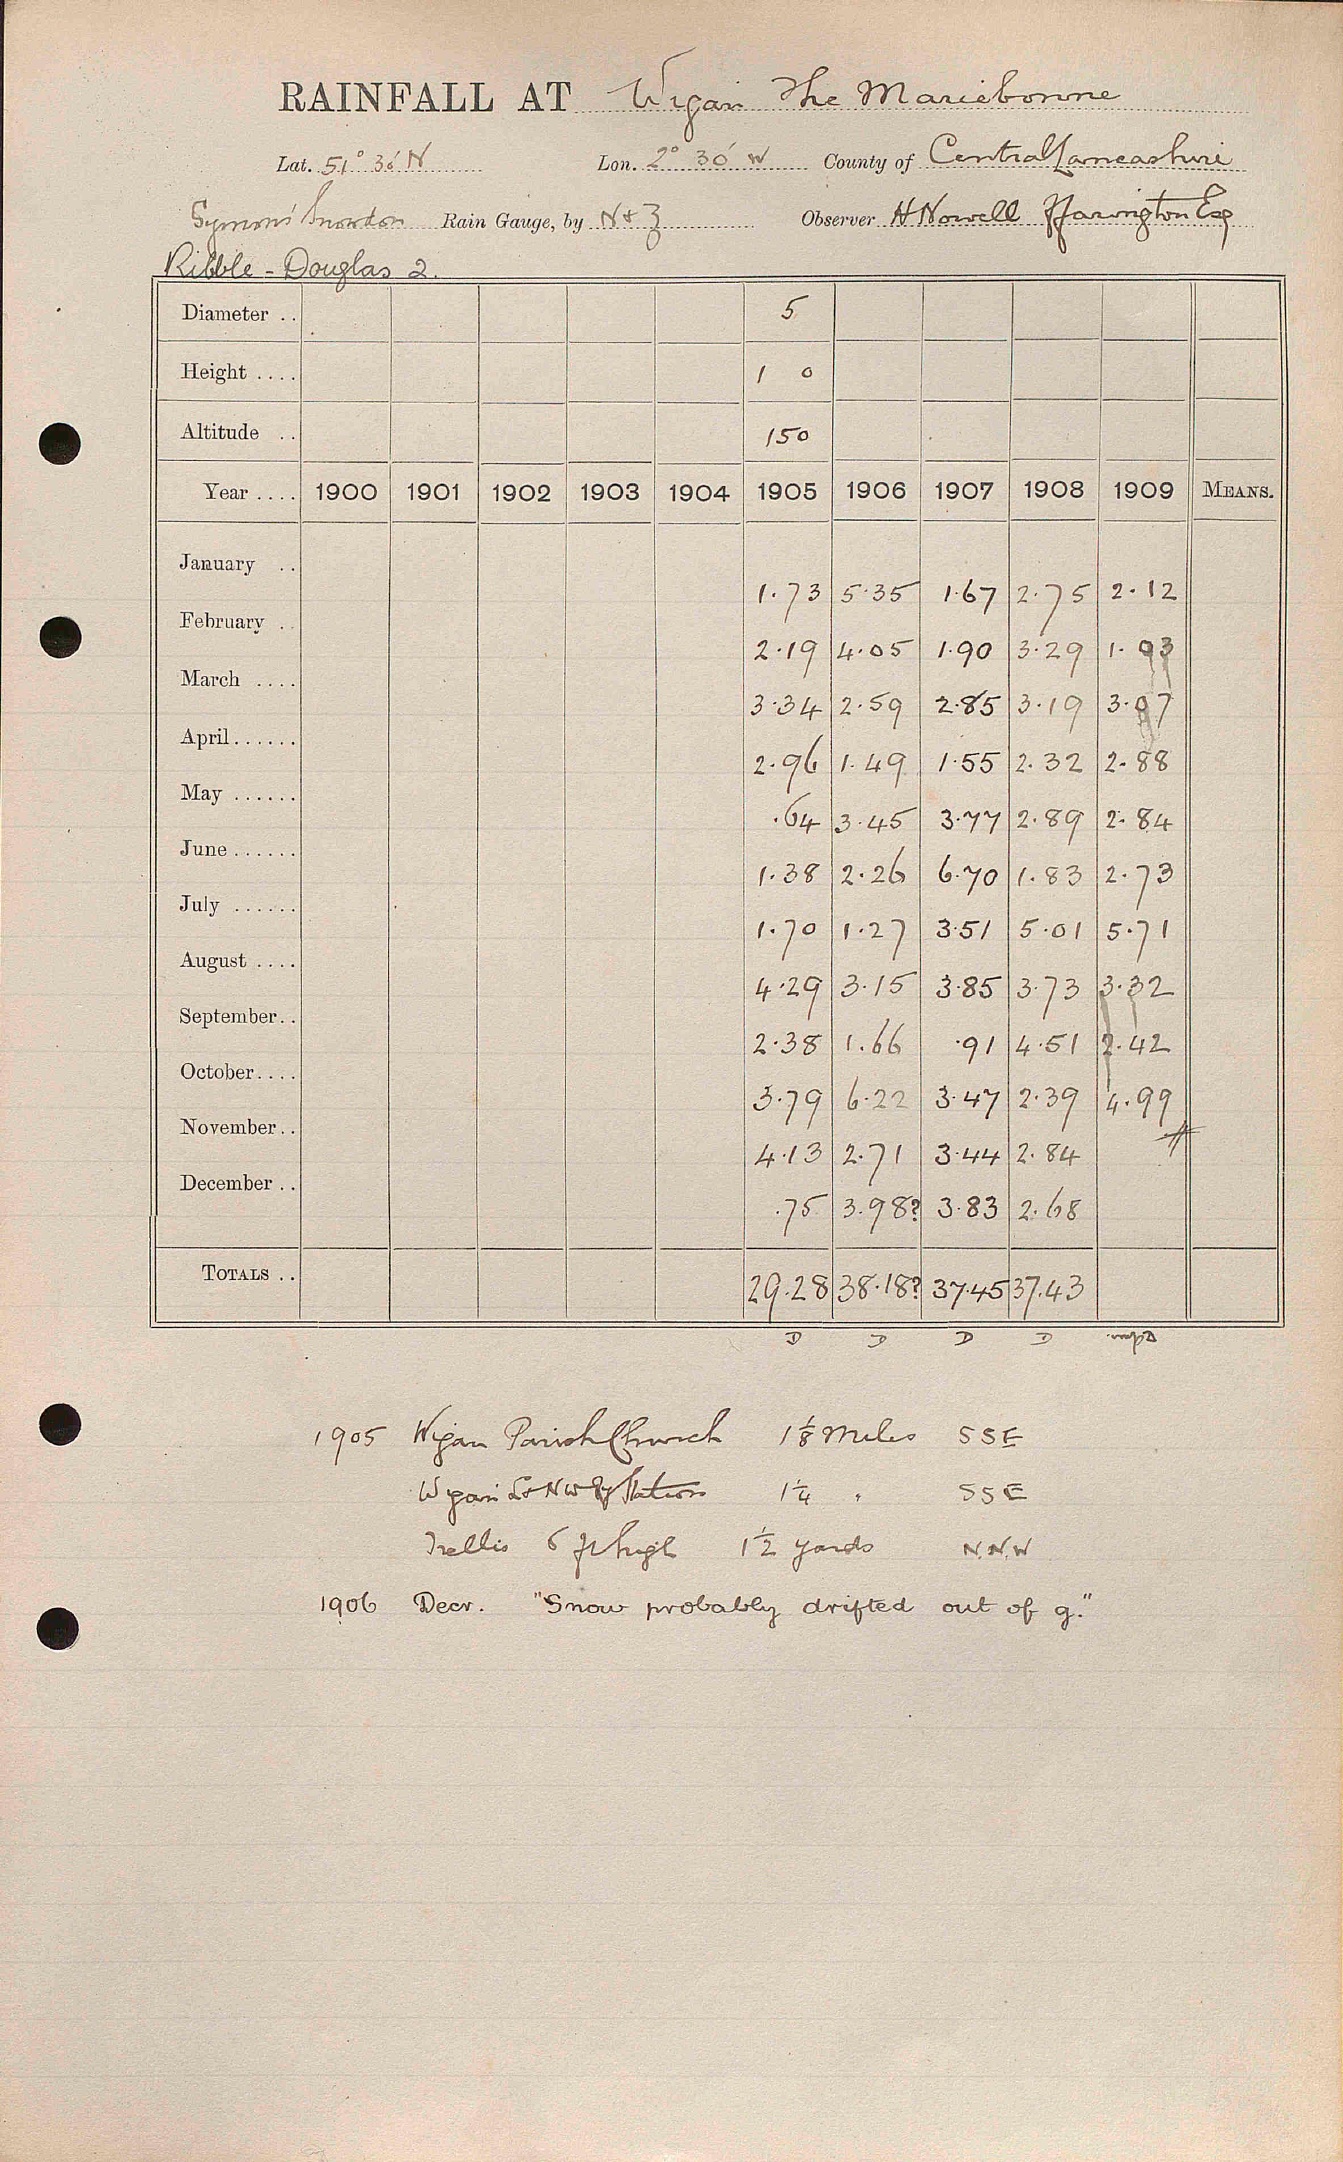 RAINFALL AT Wigan The Mariebonne
Lat. 51° 36' N Lon. 2° 36' W County of Central Lancashire
Symons' Snowdon Rain Gauge, by N & Z Observer H Nowell Ffarington Esq
Ribble - Douglas 2.
Diameter .. 5
Height .... 1 0
Altitude .. 150
Year .... 1900 1901 1902 1903 1904 1905 1906 1907 1908 1909 MEANS.
January .. 1.73 5.35 1.67 2.75 2.12
February .. 2.19 4.05 1.90 3.29 1.93
March .... 3.34 2.59 2.85 3.19 3.07
April...... 2.96 1.49 1.55 2.32 2.88
May ...... .64 3.45 3.77 2.89 2.84
June ...... 1.38 2.26 6.70 1.83 2.73
July ...... 1.70 1.27 3.51 5.01 5.71
August .... 4.29 3.15 3.85 3.73 3.32
September.. 2.38 1.66 .91 4.51 2.42
October.... 3.79 6.22 3.47 2.39 4.99
November.. 4.13 2.71 3.44 2.84
December .. .75 3.98? 3.83 2.68
TOTALS .. 29.28 38.18? 37.45 37.43
D D D D
1905 Wigan Parish Church 1 1/8 Miles SSE
Wigan L & NW Ry Station 1 1/4 " SSE
Trellis 6 ft high 1 1/2 yards N.N.W
1906 Decr. "Snow probably drifted out of g."